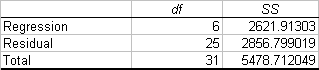 df SS
Regression 6 2621.91303
Residual 25 2856.799019
Total 31 5478.712049